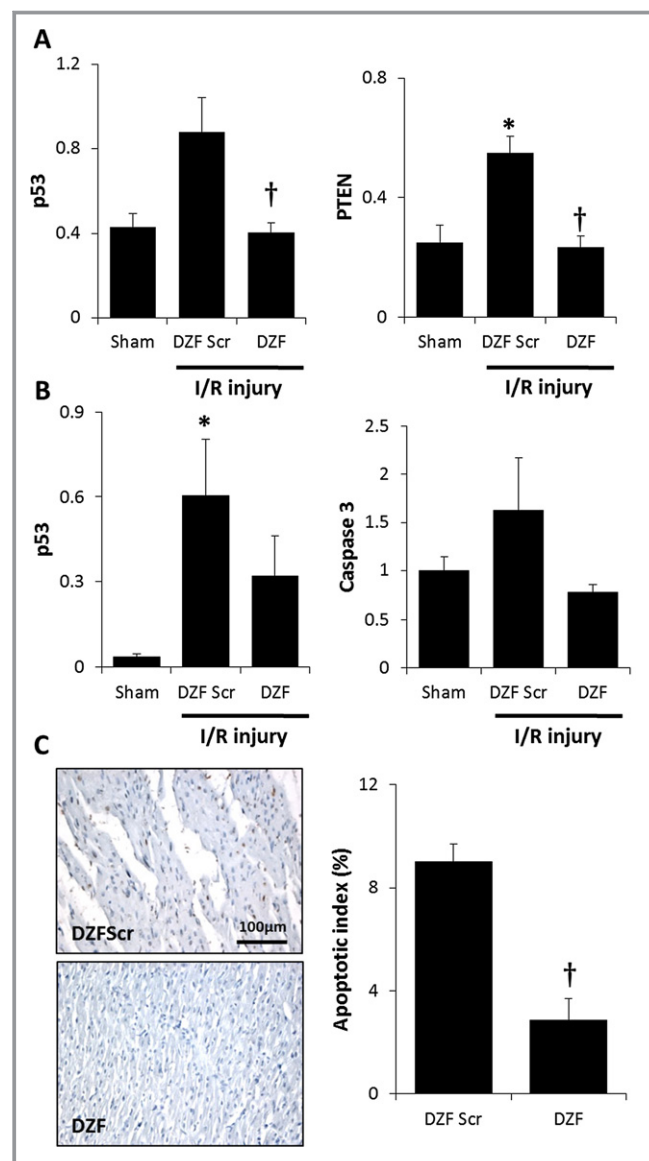 A
p53
1.2
0.8
0.4
0
†
Sham
DZF Scr
DZF
I/R injury
PTEN
0.8
0.4
0
*
†
Sham
DZF Scr
DZF
I/R injury
B
p53
0.9
0.6
0.3
0
*
Sham
DZF Scr
DZF
I/R injury
Caspase 3
2.5
2
1.5
1
0.5
0
Sham
DZF Scr
DZF
I/R injury
C
DZFScr
100µm
DZF
Apoptotic index (%)
12
8
4
0
†
DZF Scr
DZF